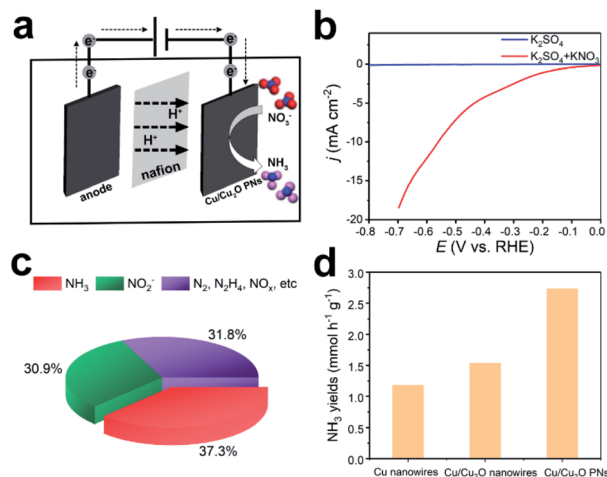 a
e⁻
e⁻
e⁻
e⁻
H⁺
H⁺
NO₃⁻
NH₃
anode
nafion
Cu/Cu₂O PNs
b
K₂SO₄
K₂SO₄+KNO₃
j (mA cm⁻²)
0
-5
-10
-15
-20
-0.8 -0.7 -0.6 -0.5 -0.4 -0.3 -0.2 -0.1 0.0
E (V vs. RHE)
c
NH₃ NO₂⁻ N₂, N₂H₄, NOₓ, etc
31.8%
30.9%
37.3%
d
NH₃ yields (mmol h⁻¹ g⁻¹)
3.0
2.5
2.0
1.5
1.0
0.5
0.0
Cu nanowires Cu/Cu₂O nanowires Cu/Cu₂O PNs